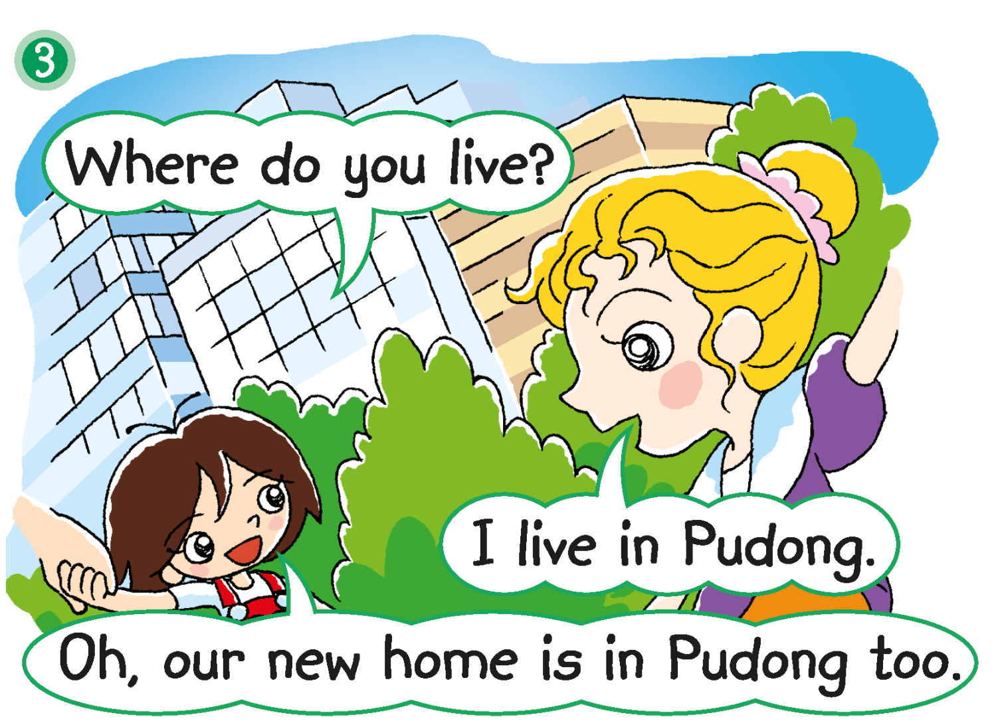 3
Where do you live?
I live in Pudong.
Oh, our new home is in Pudong too.